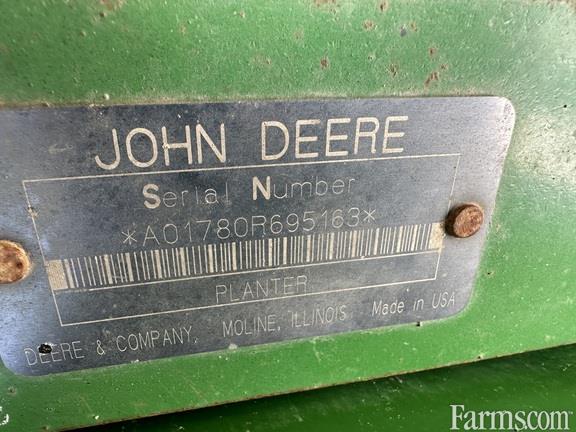 JOHN DEERE
Serial Number
*A01780R695163*
PLANTER
DEERE & COMPANY, MOLINE, ILLINOIS Made in USA
Farms.com